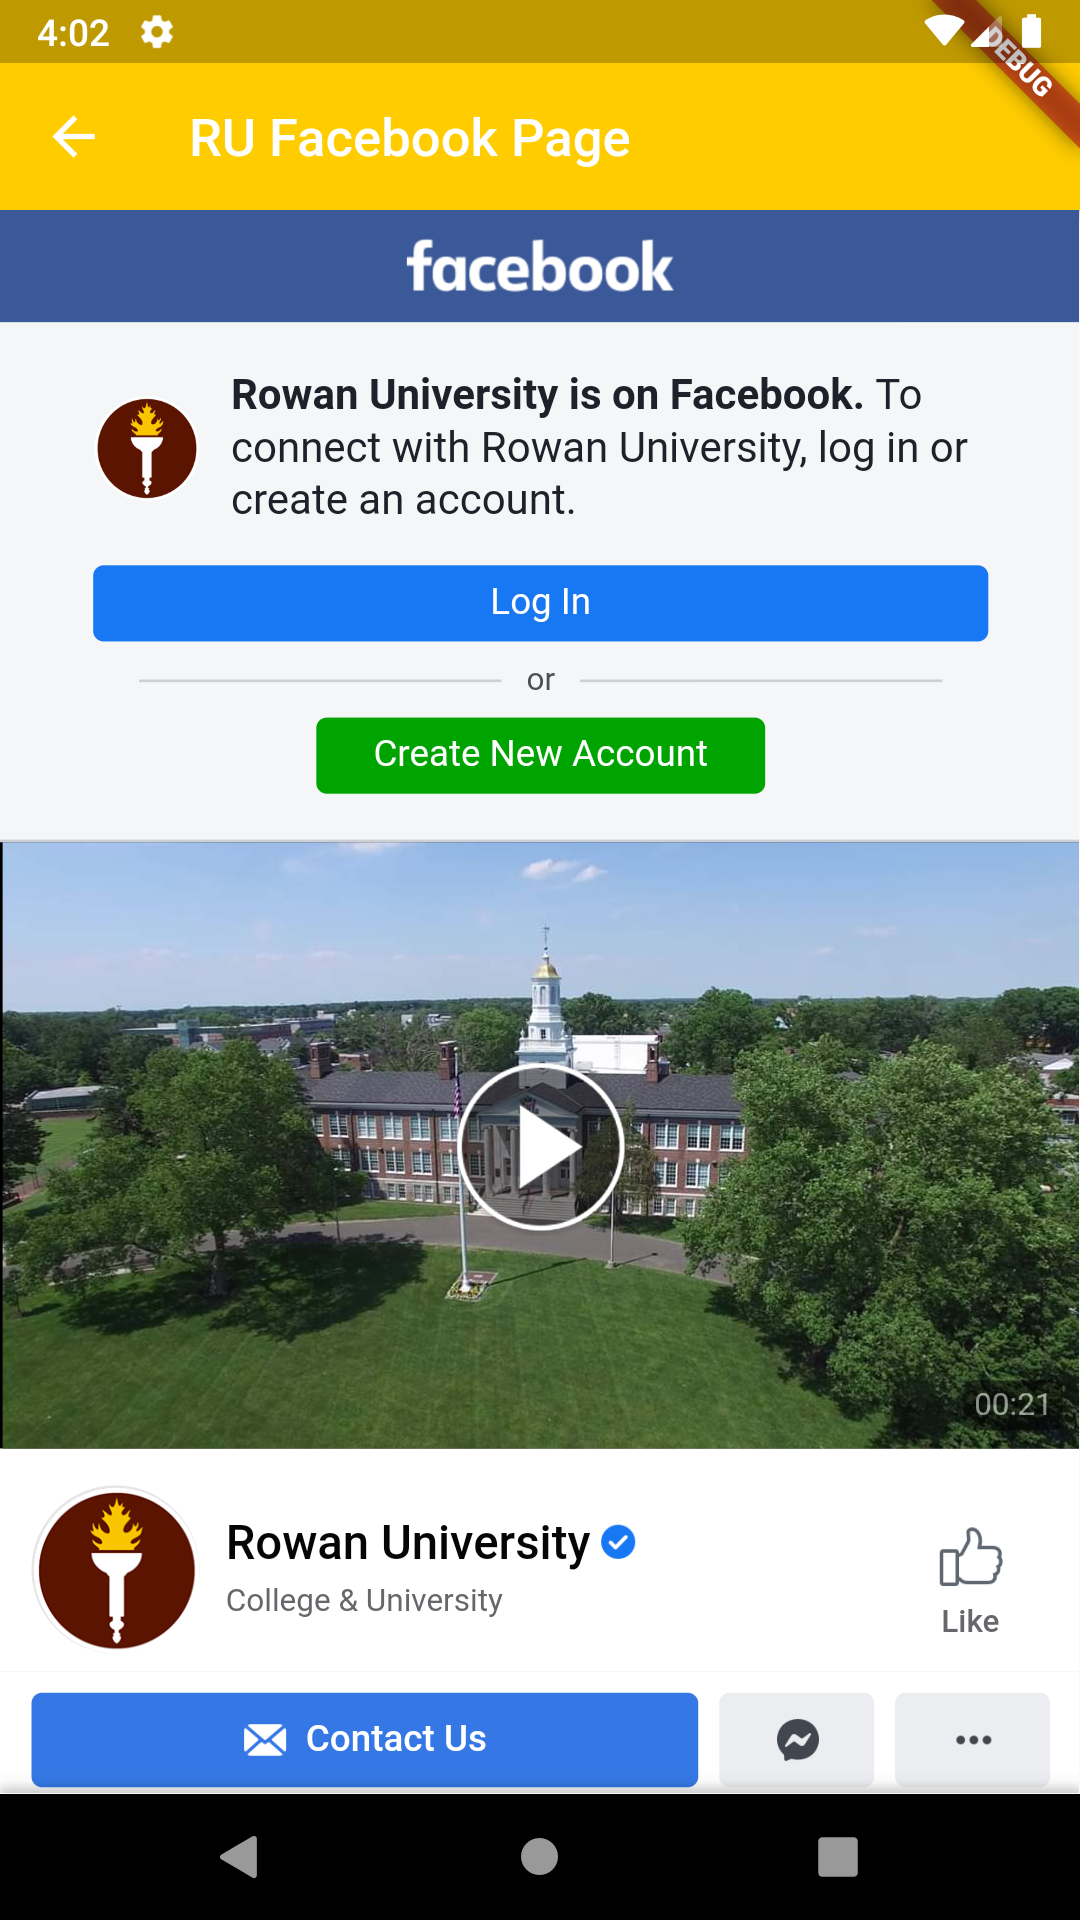 4:02
DEBUG
RU Facebook Page
facebook
Rowan University is on Facebook. To
connect with Rowan University, log in or
create an account.
Log In
or
Create New Account
00:21
Rowan University
College & University
Like
Contact Us